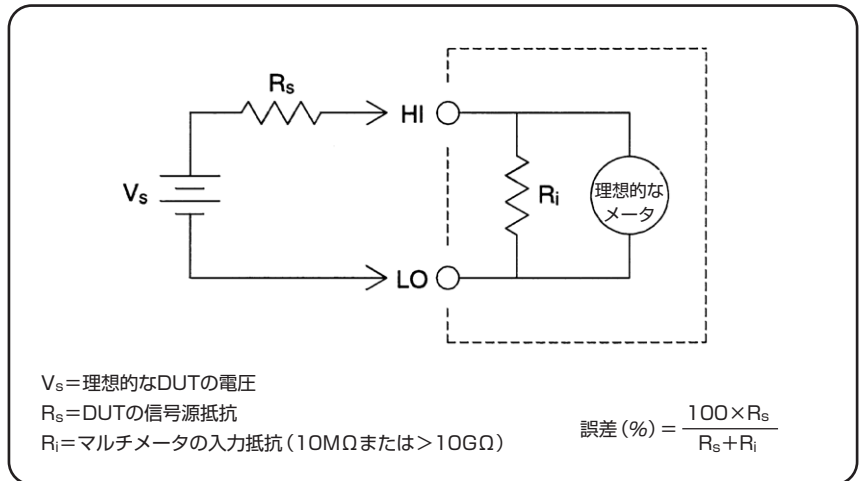 Rs
HI
Vs
Ri
理想的な
メータ
LO
Vs=理想的なDUTの電圧
Rs=DUTの信号源抵抗
Ri=マルチメータの入力抵抗(10MΩまたは>10GΩ)
誤差(%)= 100×Rs
Rs+Ri